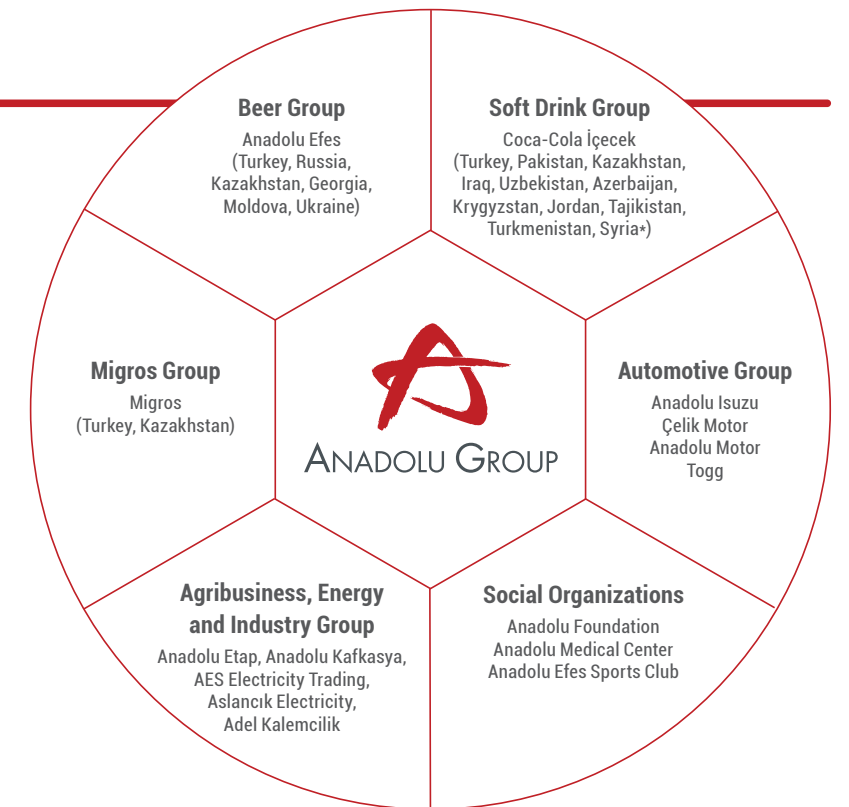 Beer Group
Anadolu Efes
(Turkey, Russia,
Kazakhstan, Georgia,
Moldova, Ukraine)
Soft Drink Group
Coca-Cola İçecek
(Turkey, Pakistan, Kazakhstan,
Iraq, Uzbekistan, Azerbaijan,
Krygyzstan, Jordan, Tajikistan,
Turkmenistan, Syria*)
Migros Group
Migros
(Turkey, Kazakhstan)
ANADOLU GROUP
Automotive Group
Anadolu Isuzu
Çelik Motor
Anadolu Motor
Togg
Agribusiness, Energy
and Industry Group
Anadolu Etap, Anadolu Kafkasya,
AES Electricity Trading,
Aslancık Electricity,
Adel Kalemcilik
Social Organizations
Anadolu Foundation
Anadolu Medical Center
Anadolu Efes Sports Club